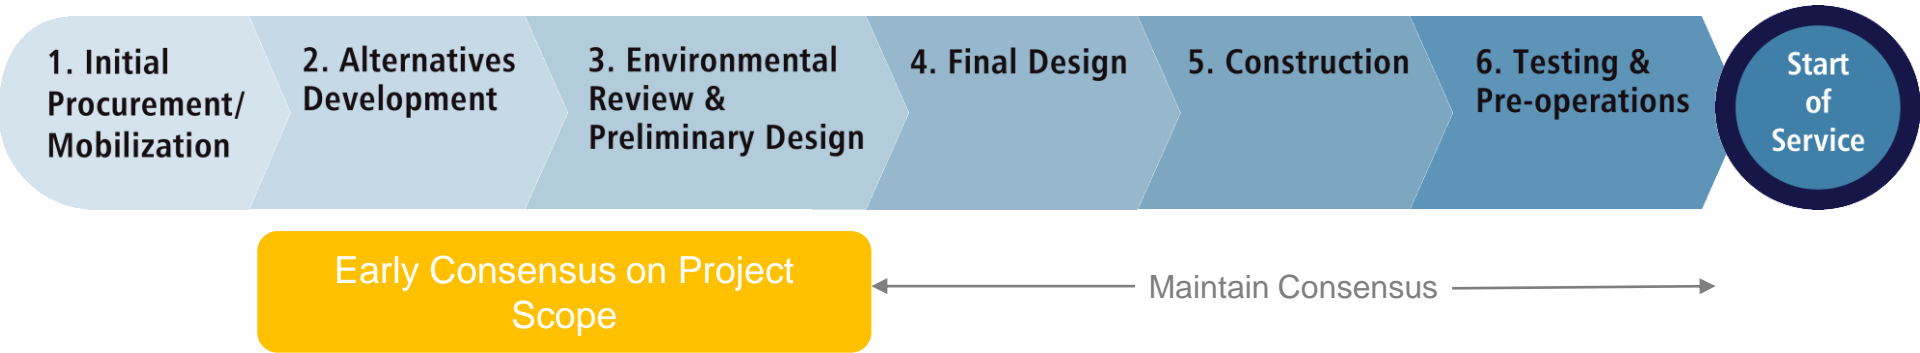 1. Initial
Procurement/
Mobilization
2. Alternatives
Development
3. Environmental
Review &
Preliminary Design
4. Final Design
5. Construction
6. Testing &
Pre-operations
Start
of
Service
Early Consensus on Project
Scope
Maintain Consensus